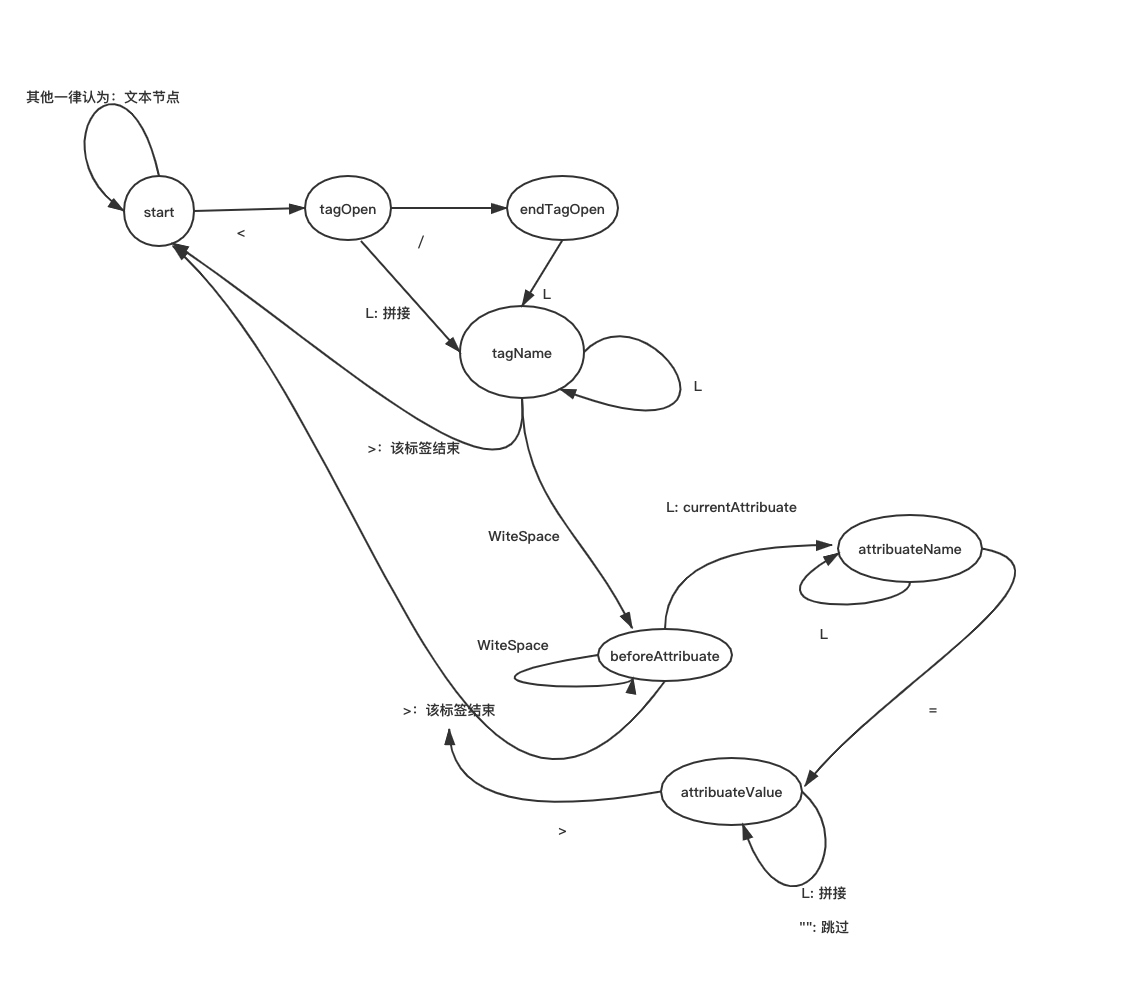 其他一律认为：文本节点
start
tagOpen
endTagOpen
<
/
L
L: 拼接
tagName
L
>：该标签结束
L: currentAttribuate
WiteSpace
attribuateName
L
WiteSpace
beforeAttribuate
>：该标签结束
=
attribuateValue
>
L: 拼接
"": 跳过